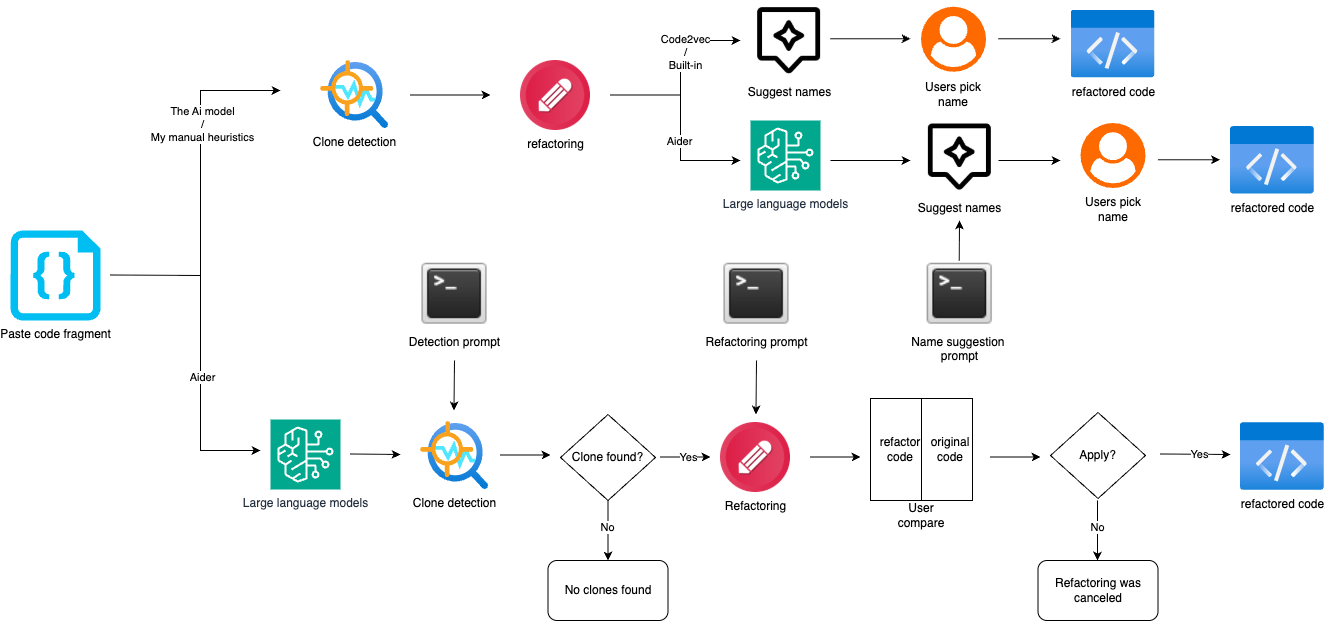 Code2vec
/
Built-in
Suggest names
Users pick
name
refactored code
The Ai model
/
My manual heuristics
Clone detection
refactoring
Aider
Large language models
Suggest names
Users pick
name
refactored code
{}
Paste code fragment
>_
Detection prompt
>_
Refactoring prompt
>_
Name suggestion
prompt
Aider
Large language models
Clone detection
Clone found?
Yes
Refactoring
refactor
code
original
code
User
compare
Apply?
Yes
refactored code
No
No clones found
No
Refactoring was
canceled